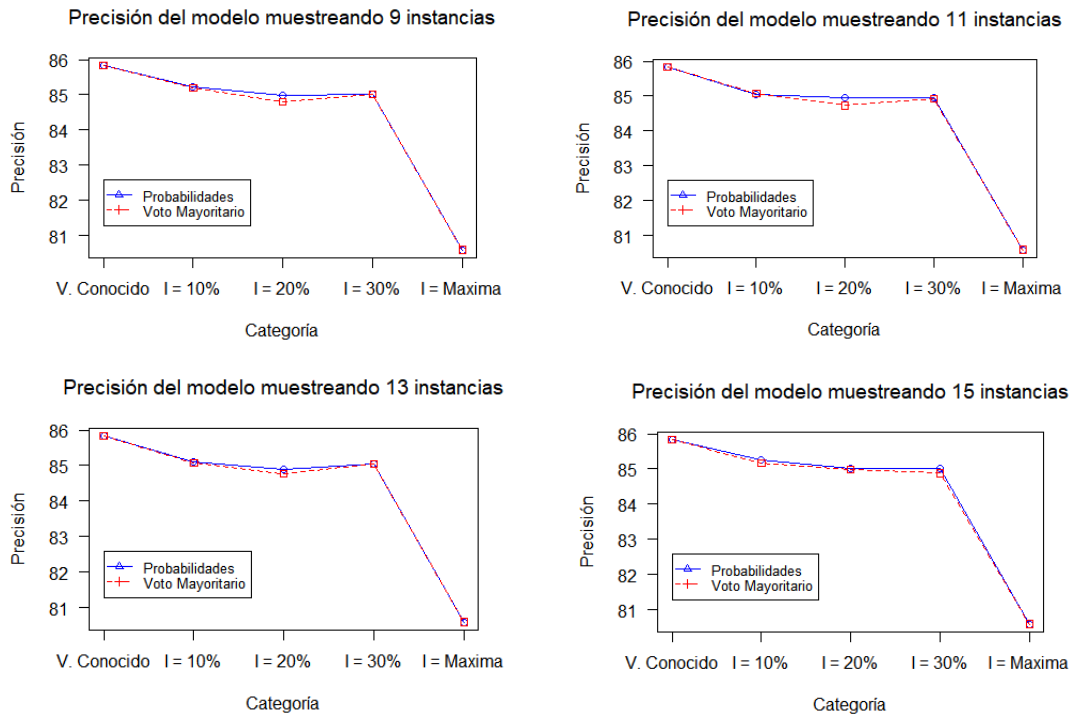 Precisión del modelo muestreando 9 instancias
Precisión
86
85
84
83
82
81
Probabilidades
Voto Mayoritario
V. Conocido I = 10% I = 20% I = 30% I = Maxima
Categoría
Precisión del modelo muestreando 11 instancias
Precisión
86
85
84
83
82
81
Probabilidades
Voto Mayoritario
V. Conocido I = 10% I = 20% I = 30% I = Maxima
Categoría
Precisión del modelo muestreando 13 instancias
Precisión
86
85
84
83
82
81
Probabilidades
Voto Mayoritario
V. Conocido I = 10% I = 20% I = 30% I = Maxima
Categoría
Precisión del modelo muestreando 15 instancias
Precisión
86
85
84
83
82
81
Probabilidades
Voto Mayoritario
V. Conocido I = 10% I = 20% I = 30% I = Maxima
Categoría